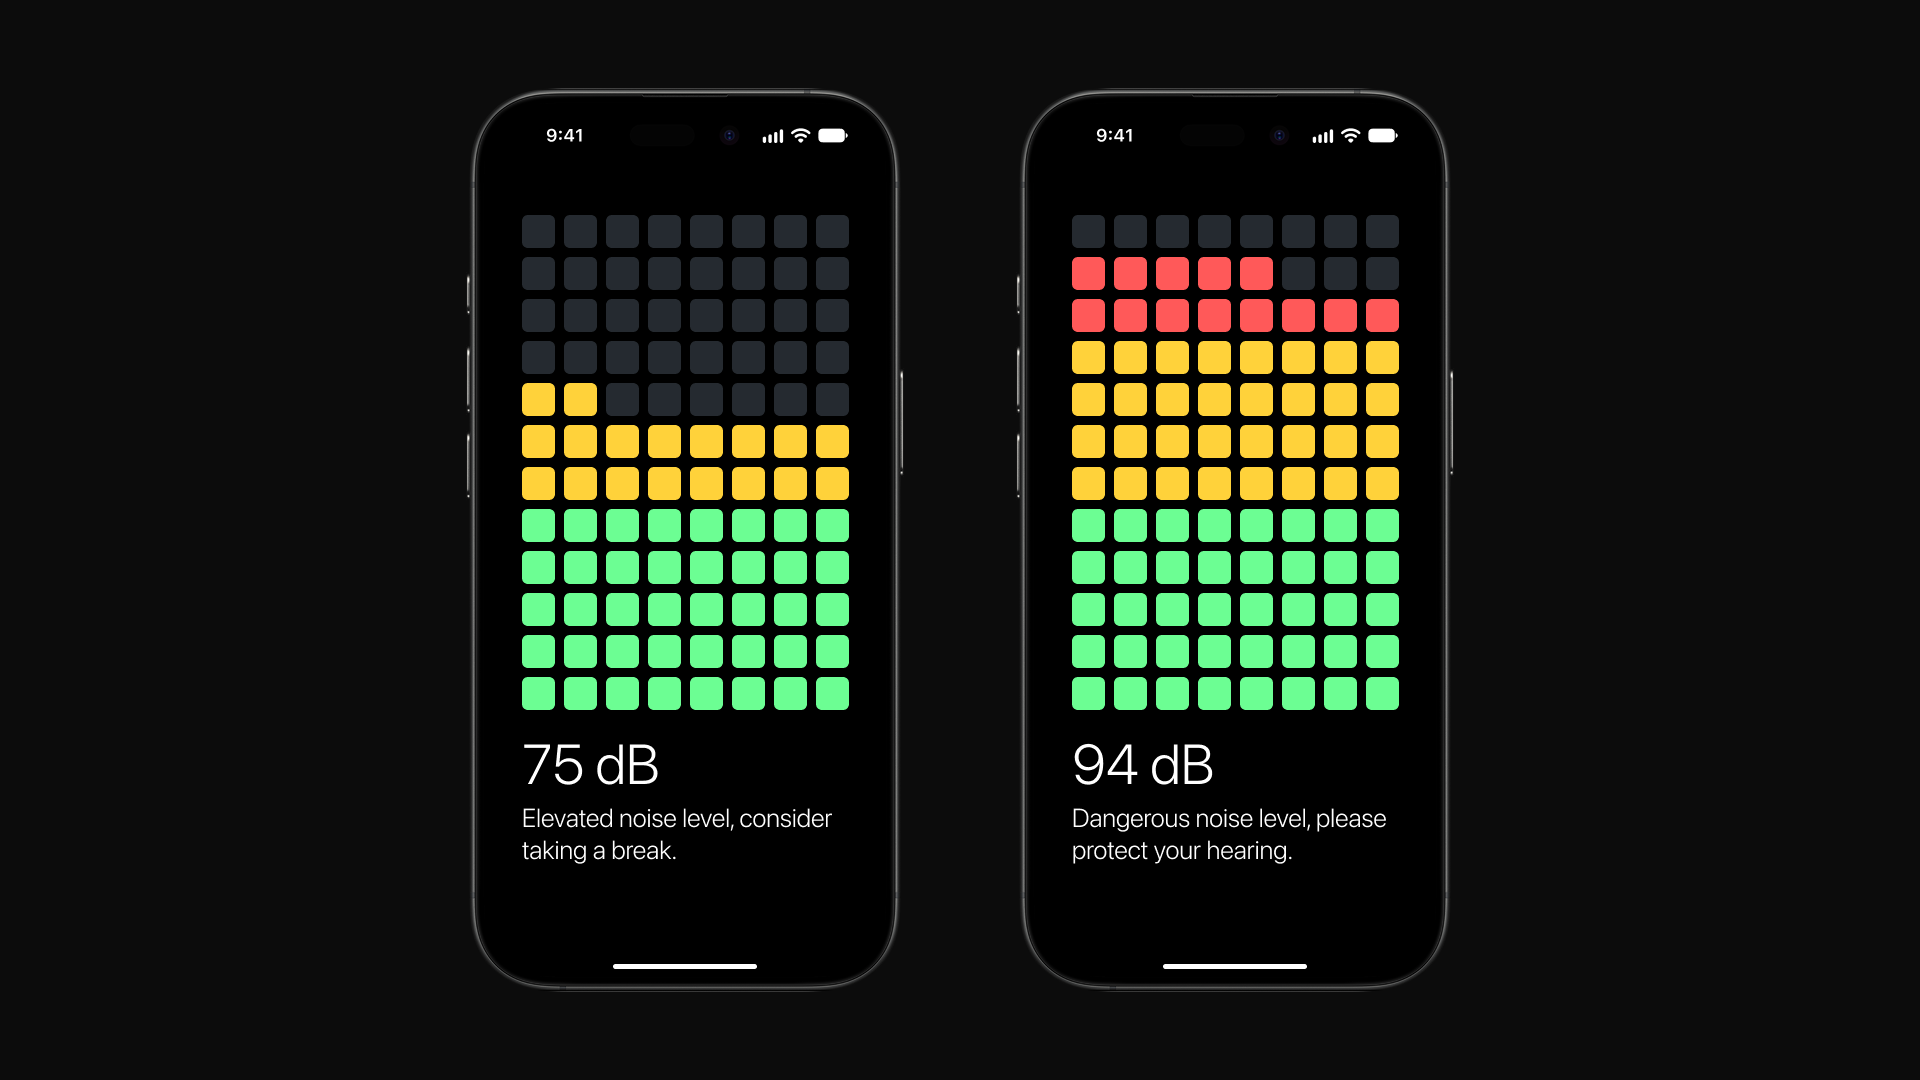 9:41
75 dB
Elevated noise level, consider
taking a break.
9:41
94 dB
Dangerous noise level, please
protect your hearing.